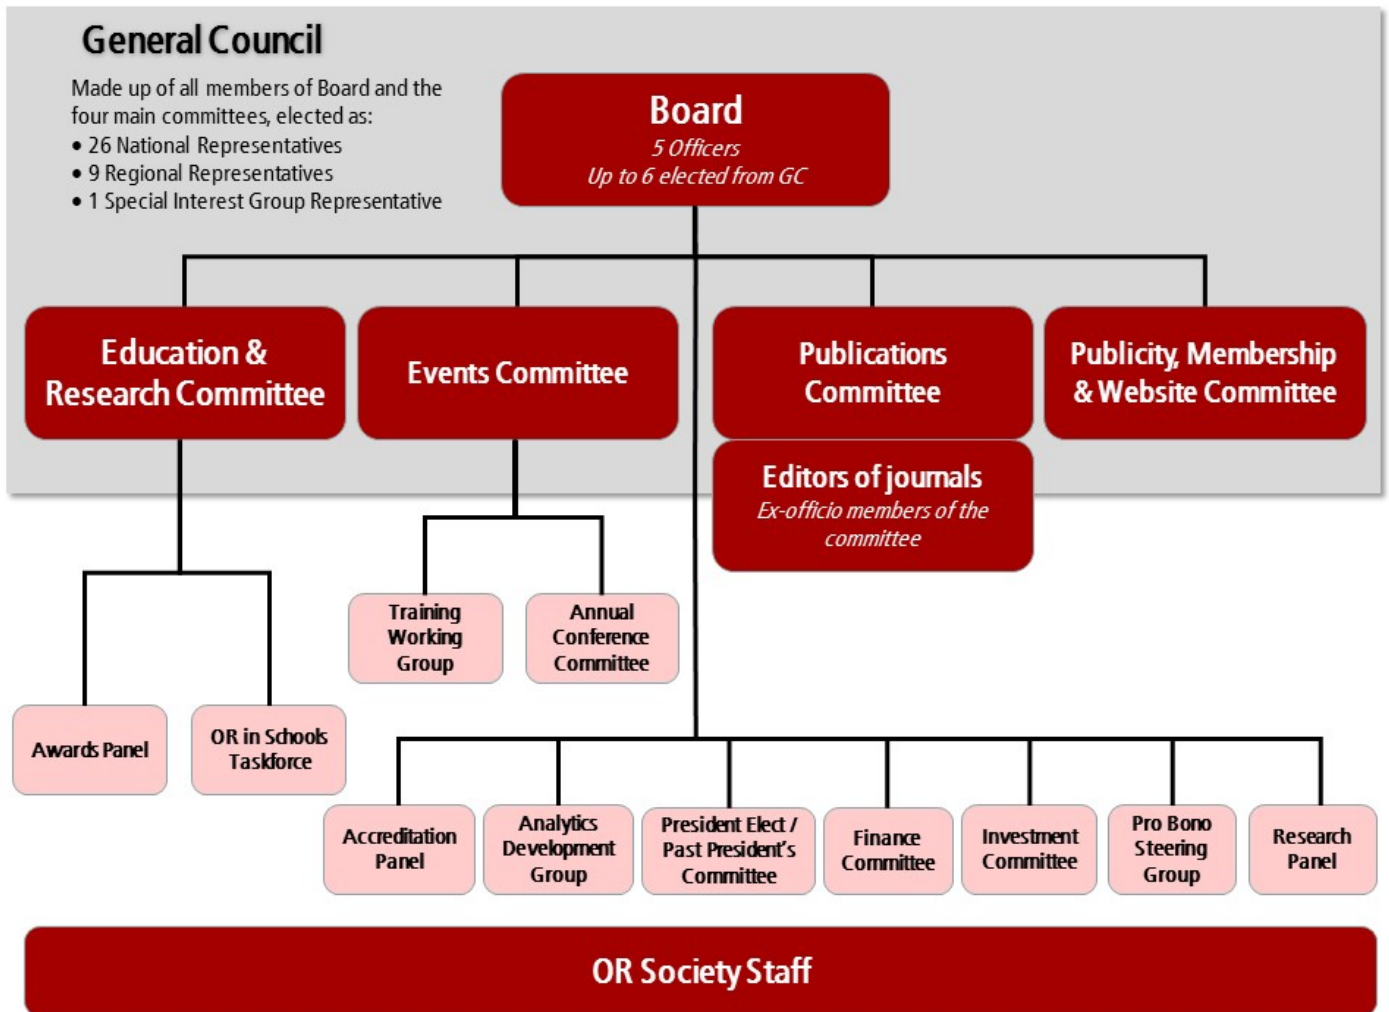 General Council
Made up of all members of Board and the
four main committees, elected as:
• 26 National Representatives
• 9 Regional Representatives
• 1 Special Interest Group Representative
Board
5 Officers
Up to 6 elected from GC
Education &
Research Committee
Events Committee
Publications
Committee
Publicity, Membership
& Website Committee
Editors of journals
Ex-officio members of the
committee
Training
Working
Group
Annual
Conference
Committee
Awards Panel
OR in Schools
Taskforce
Accreditation
Panel
Analytics
Development
Group
President Elect /
Past President's
Committee
Finance
Committee
Investment
Committee
Pro Bono
Steering
Group
Research
Panel
OR Society Staff